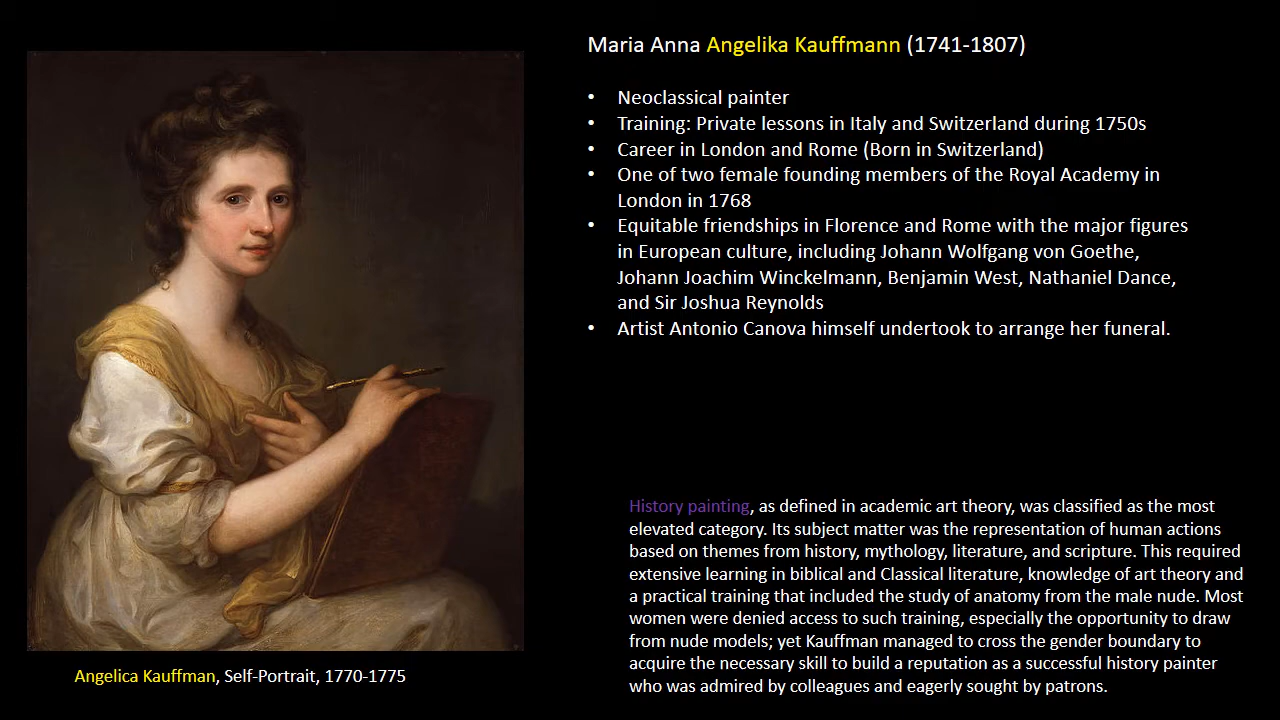 Maria Anna Angelika Kauffmann (1741-1807)
• Neoclassical painter
• Training: Private lessons in Italy and Switzerland during 1750s
• Career in London and Rome (Born in Switzerland)
• One of two female founding members of the Royal Academy in
London in 1768
• Equitable friendships in Florence and Rome with the major figures
in European culture, including Johann Wolfgang von Goethe,
Johann Joachim Winckelmann, Benjamin West, Nathaniel Dance,
and Sir Joshua Reynolds
• Artist Antonio Canova himself undertook to arrange her funeral.
History painting, as defined in academic art theory, was classified as the most
elevated category. Its subject matter was the representation of human actions
based on themes from history, mythology, literature, and scripture. This required
extensive learning in biblical and Classical literature, knowledge of art theory and
a practical training that included the study of anatomy from the male nude. Most
women were denied access to such training, especially the opportunity to draw
from nude models; yet Kauffman managed to cross the gender boundary to
acquire the necessary skill to build a reputation as a successful history painter
who was admired by colleagues and eagerly sought by patrons.
Angelica Kauffman, Self-Portrait, 1770-1775